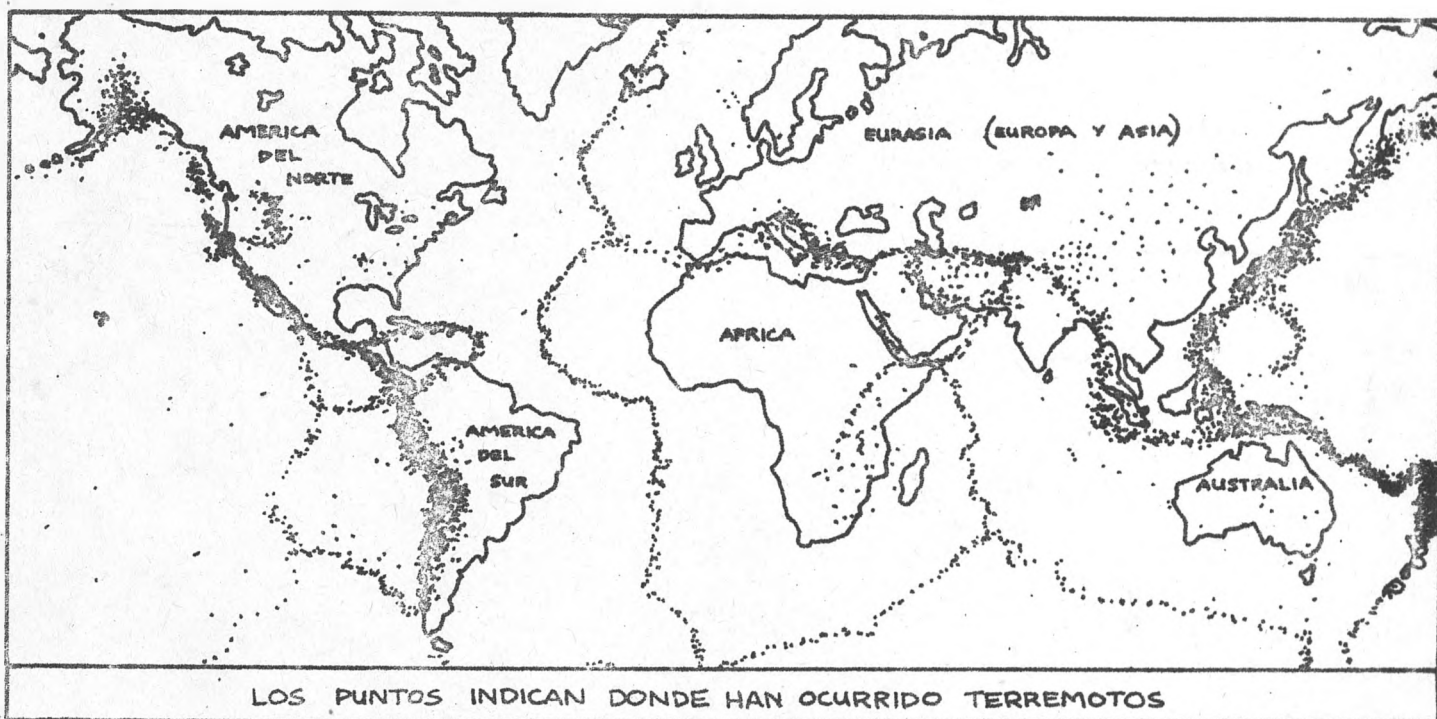 AMERICA
DEL
NORTE
EURASIA (EUROPA Y ASIA)
AFRICA
AMERICA
DEL
SUR
AUSTRALIA
LOS PUNTOS INDICAN DONDE HAN OCURRIDO TERREMOTOS